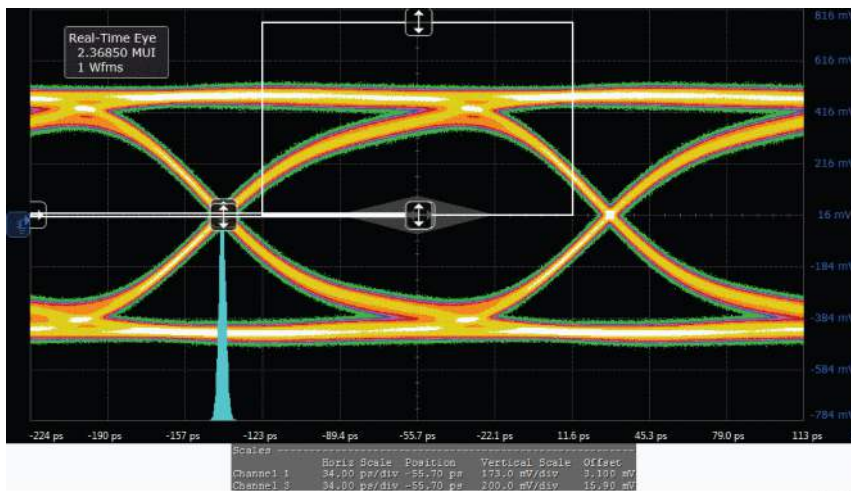 Real-Time Eye
2.36850 MUI
1 Wfms
816 mV
616 mV
416 mV
216 mV
16 mV
-184 mV
-384 mV
-584 mV
-784 mV
-224 ps -190 ps -157 ps -123 ps -89.4 ps -55.7 ps -22.1 ps 11.6 ps 45.3 ps 79.0 ps 113 ps
Scales
Horiz Scale Position Vertical Scale Offset
Channel 1 34.00 ps/div -55.70 ps 173.0 mV/div 3.100 mV
Channel 3 34.00 ps/div -55.70 ps 200.0 mV/div 15.90 mV